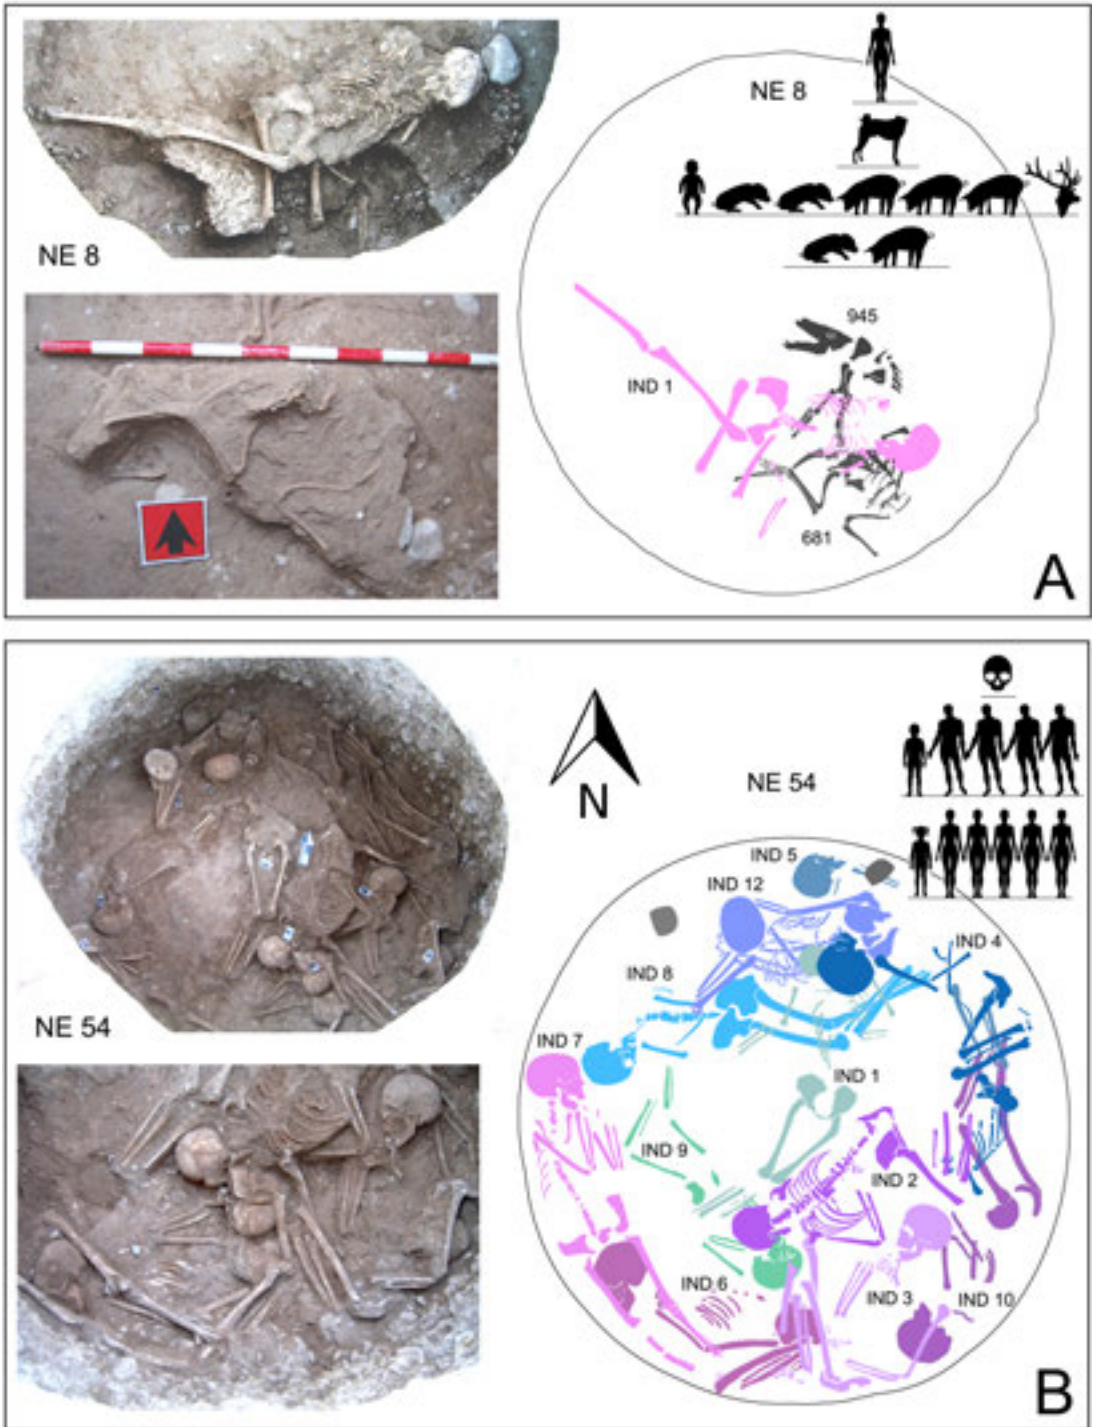 NE 8
NE 8
945
IND 1
681
A
N
NE 54
NE 54
IND 5
IND 12
IND 4
IND 8
IND 7
IND 1
IND 9
IND 2
IND 6
IND 3
IND 10
B